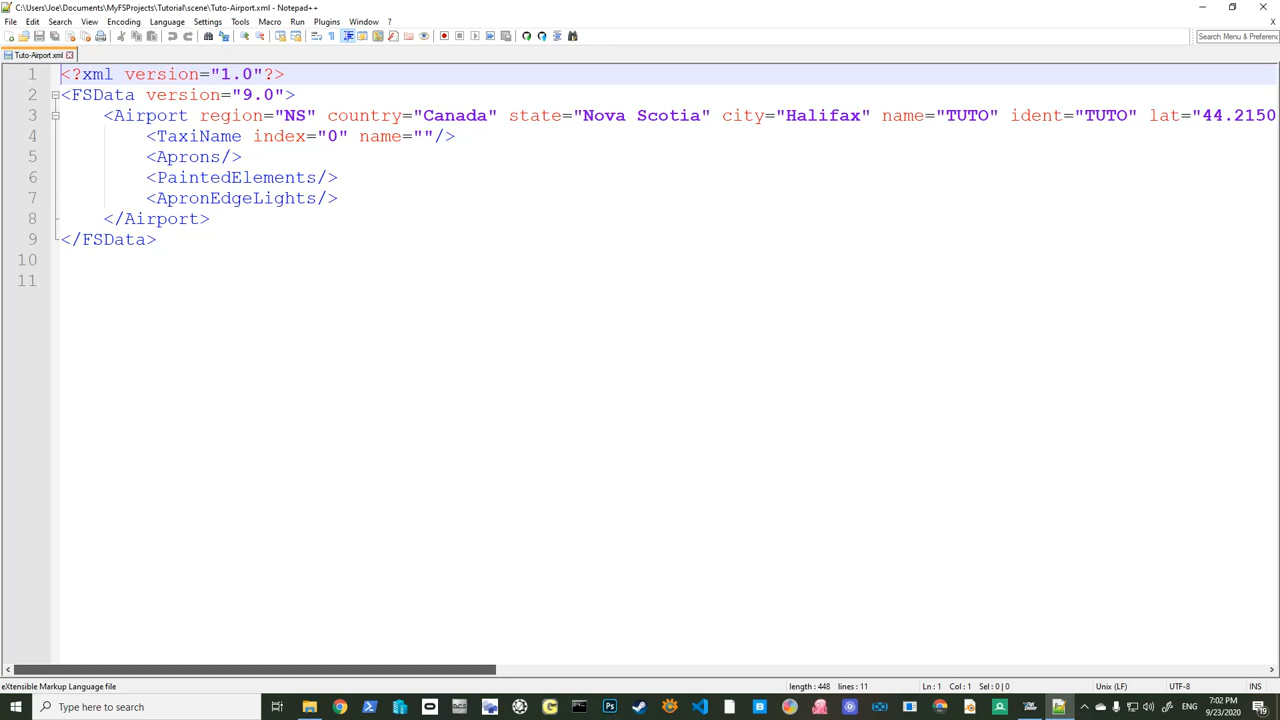 C:\Users\Joe\Documents\MyFSProjects\Tutorial\scene\Tuto-Airport.xml - Notepad++
File Edit Search View Encoding Language Settings Tools Macro Run Plugins Window ? X
Search Menu & Preferenc
Tuto-Airport.xml
1 <?xml version="1.0"?>
2 <FSData version="9.0">
3 <Airport region="NS" country="Canada" state="Nova Scotia" city="Halifax" name="TUTO" ident="TUTO" lat="44.2150
4 <TaxiName index="0" name=""/>
5 <Aprons/>
6 <PaintedElements/>
7 <ApronEdgeLights/>
8 </Airport>
9 </FSData>
10
11
eXtensible Markup Language file length : 448 lines : 11 Ln : 1 Col : 1 Sel : 0 | 0 Unix (LF) UTF-8 INS
Type here to search ENG 7:02 PM
9/23/2020